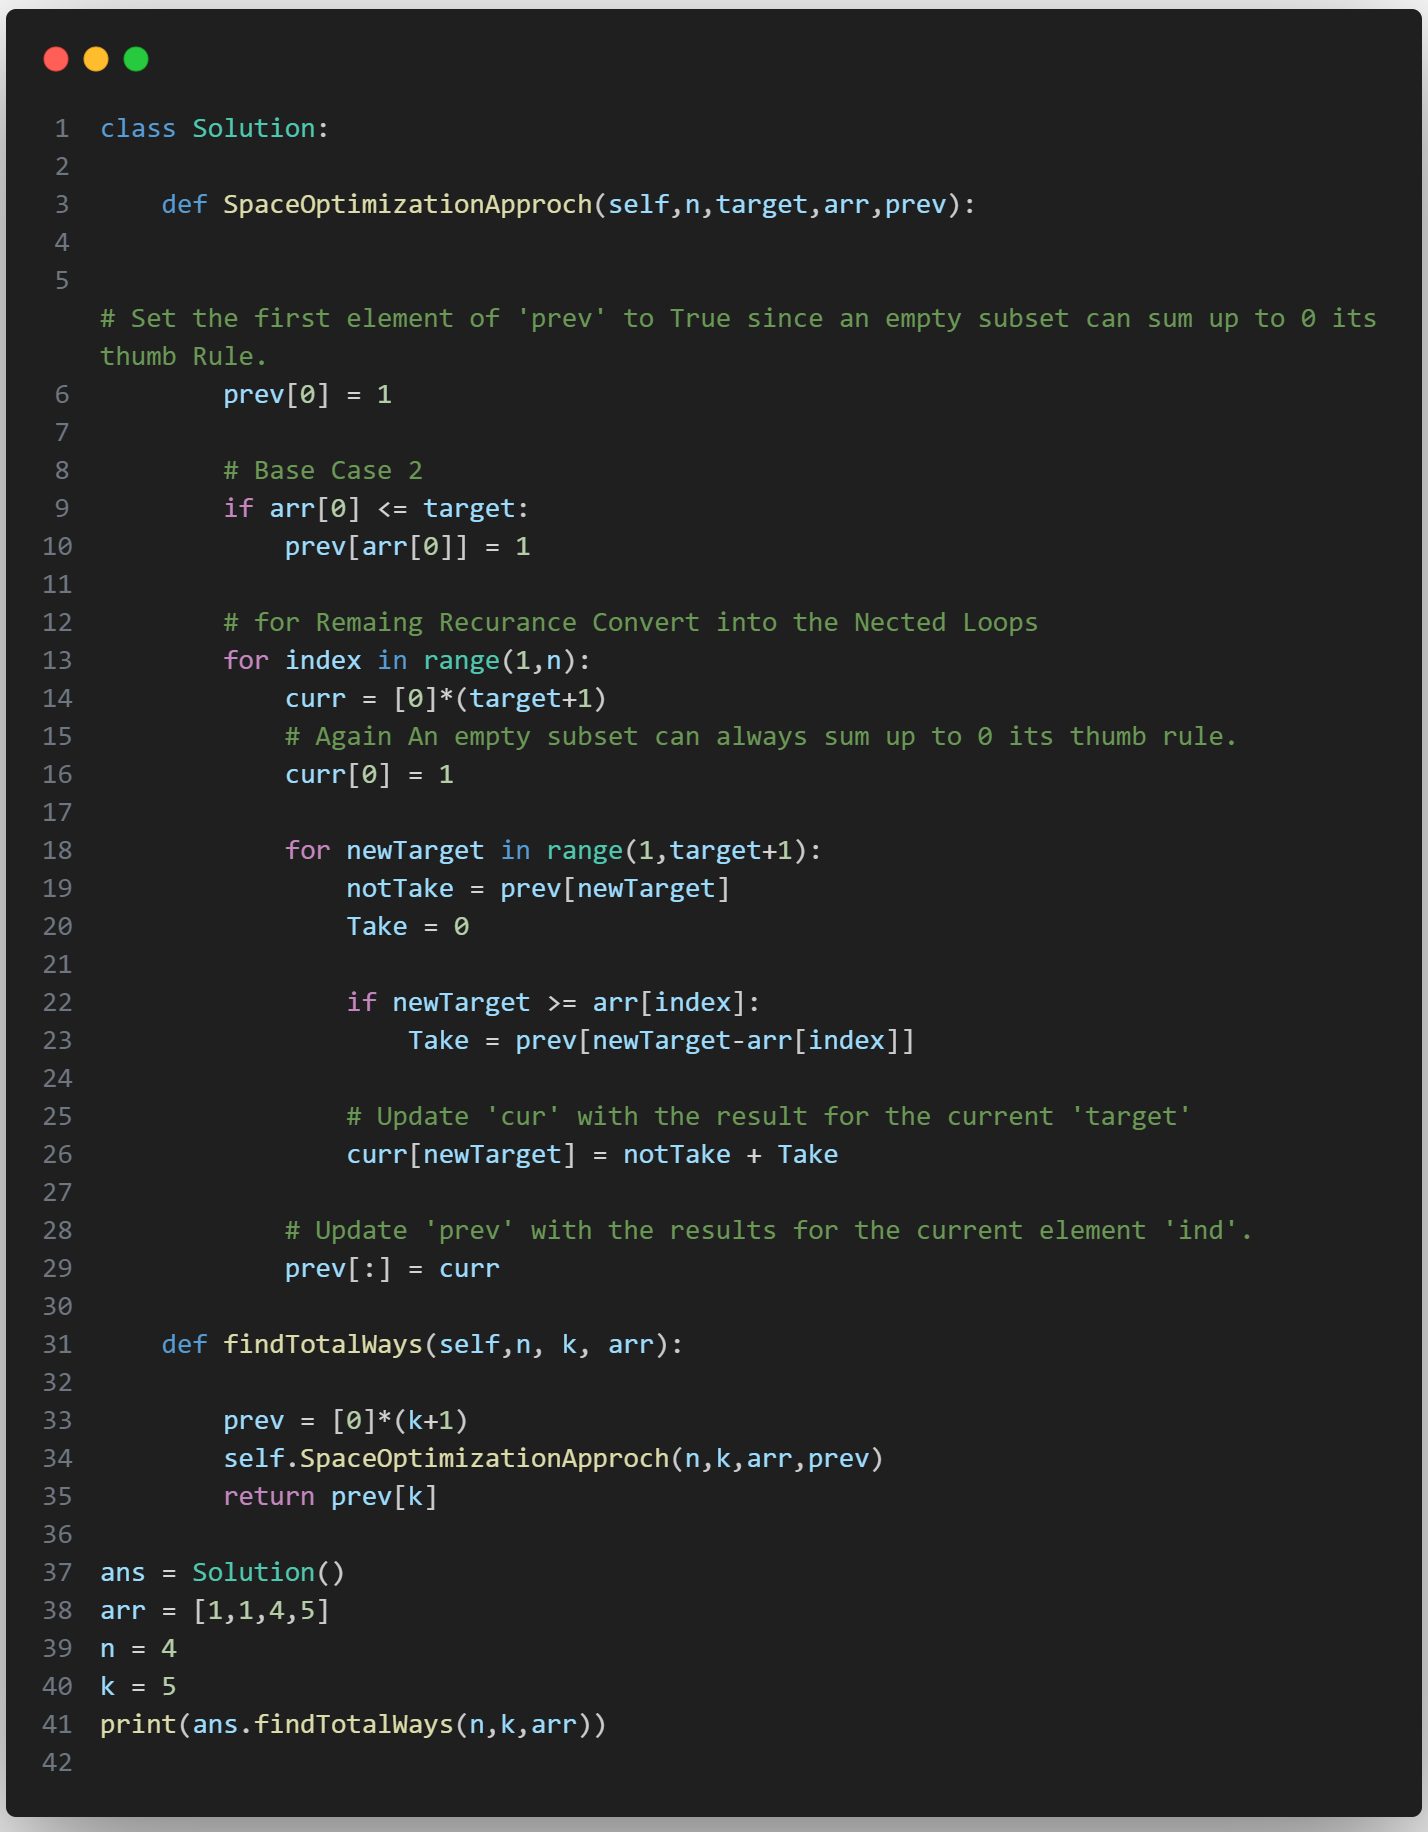 1 class Solution:
2
3     def SpaceOptimizationApproch(self,n,target,arr,prev):
4
5
# Set the first element of 'prev' to True since an empty subset can sum up to 0 its
thumb Rule.
6         prev[0] = 1
7
8         # Base Case 2
9         if arr[0] <= target:
10             prev[arr[0]] = 1
11
12         # for Remaing Recurance Convert into the Nected Loops
13         for index in range(1,n):
14             curr = [0]*(target+1)
15             # Again An empty subset can always sum up to 0 its thumb rule.
16             curr[0] = 1
17
18             for newTarget in range(1,target+1):
19                 notTake = prev[newTarget]
20                 Take = 0
21
22                 if newTarget >= arr[index]:
23                     Take = prev[newTarget-arr[index]]
24
25                 # Update 'cur' with the result for the current 'target'
26                 curr[newTarget] = notTake + Take
27
28             # Update 'prev' with the results for the current element 'ind'.
29             prev[:] = curr
30
31     def findTotalWays(self,n, k, arr):
32
33         prev = [0]*(k+1)
34         self.SpaceOptimizationApproch(n,k,arr,prev)
35         return prev[k]
36
37 ans = Solution()
38 arr = [1,1,4,5]
39 n = 4
40 k = 5
41 print(ans.findTotalWays(n,k,arr))
42